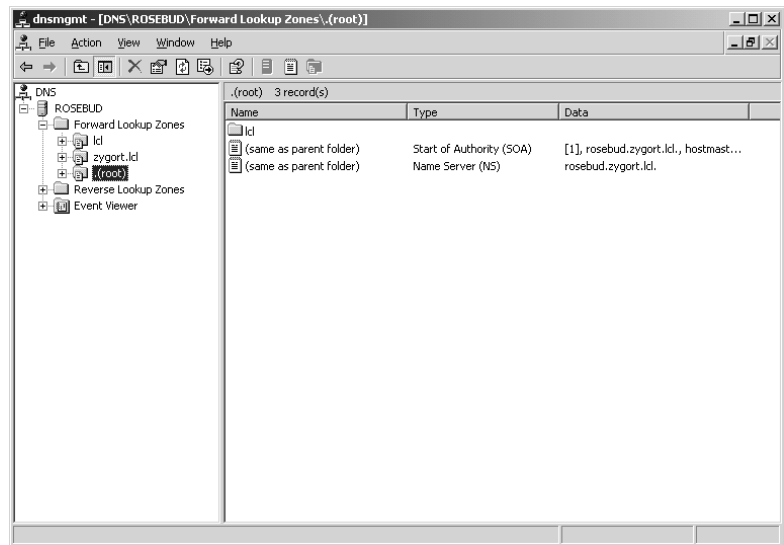 dnsmgmt - [DNS\ROSEBUD\Forward Lookup Zones\.(root)]
File Action View Window Help
DNS
ROSEBUD
Forward Lookup Zones
lcl
zygort.lcl
.(root)
Reverse Lookup Zones
Event Viewer
.(root) 3 record(s)
Name Type Data
lcl
(same as parent folder) Start of Authority (SOA) [1], rosebud.zygort.lcl., hostmast...
(same as parent folder) Name Server (NS) rosebud.zygort.lcl.